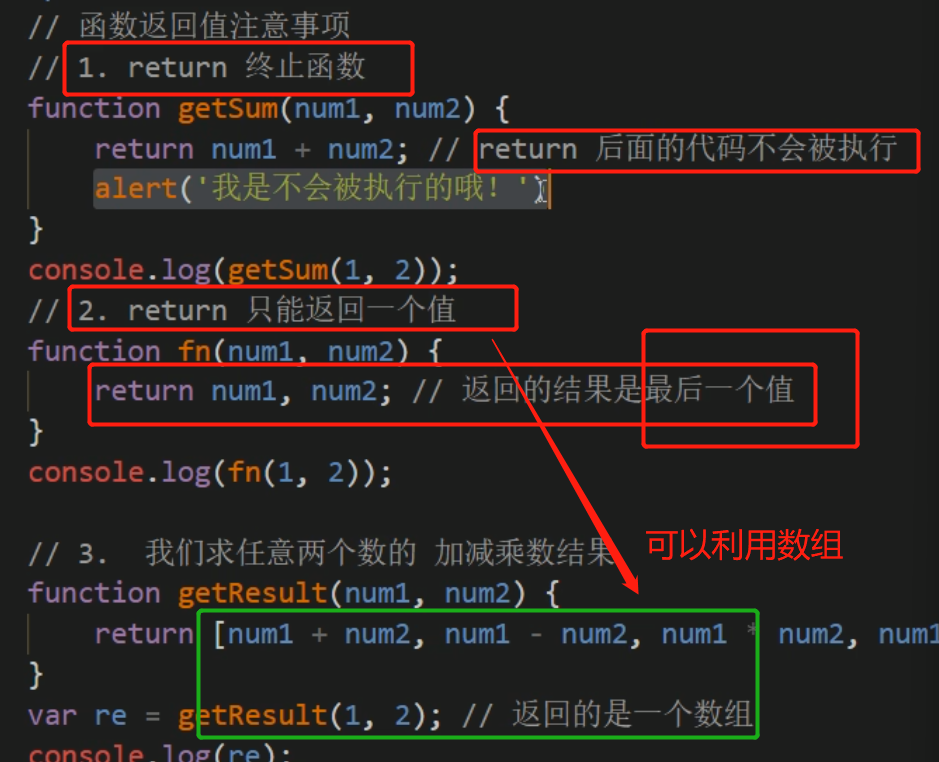 // 函数返回值注意事项
// 1. return 终止函数
function getSum(num1, num2) {
return num1 + num2; // return 后面的代码不会被执行
alert('我是不会被执行的哦！')
}
console.log(getSum(1, 2));
// 2. return 只能返回一个值
function fn(num1, num2) {
return num1, num2; // 返回的结果是最后一个值
}
console.log(fn(1, 2));
// 3. 我们求任意两个数的 加减乘数结果
可以利用数组
function getResult(num1, num2) {
return [num1 + num2, num1 - num2, num1 * num2, num1
}
var re = getResult(1, 2); // 返回的是一个数组
console.log(re);